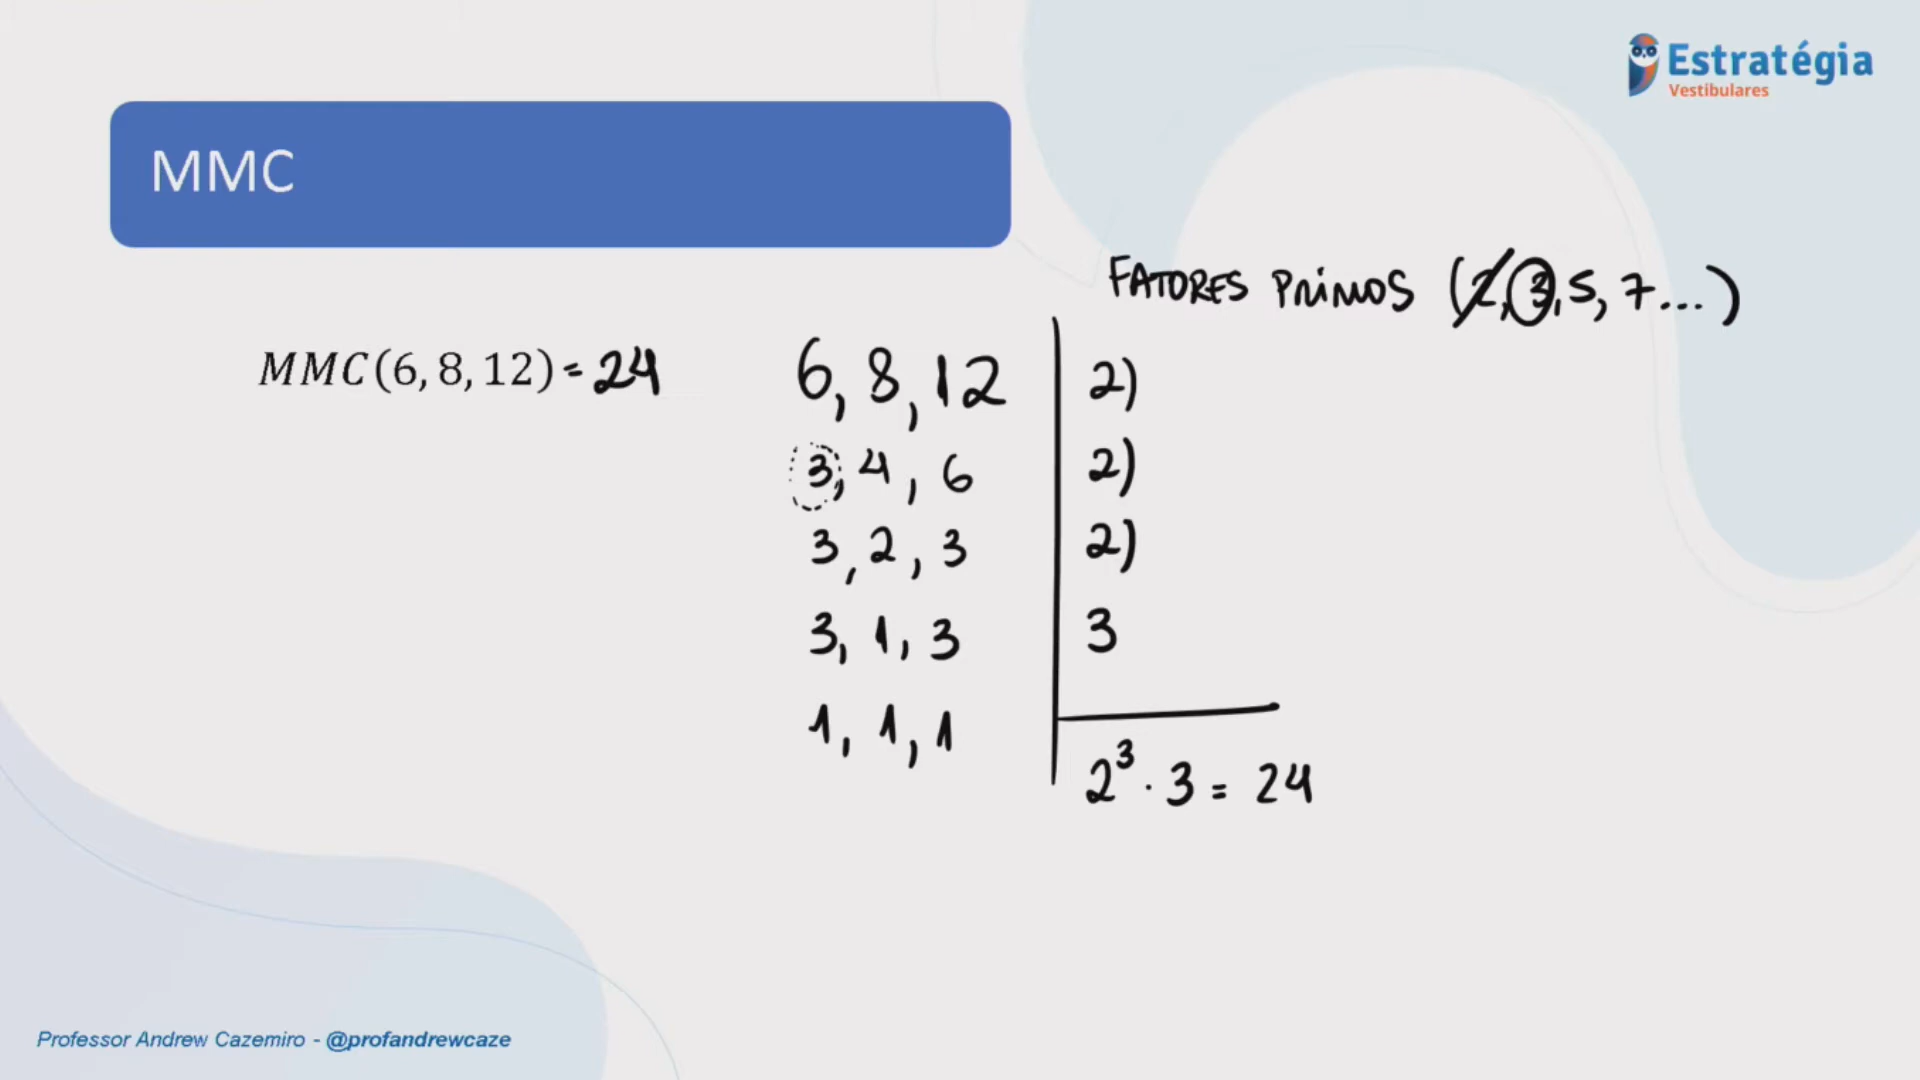 Estratégia
Vestibulares
MMC
FATORES PRIMOS (2, 3, 5, 7...)
MMC(6, 8, 12) = 24
6, 8, 12 | 2)
3, 4, 6 | 2)
3, 2, 3 | 2)
3, 1, 3 | 3
1, 1, 1
2³ · 3 = 24
Professor Andrew Cazemiro - @profandrewcaze